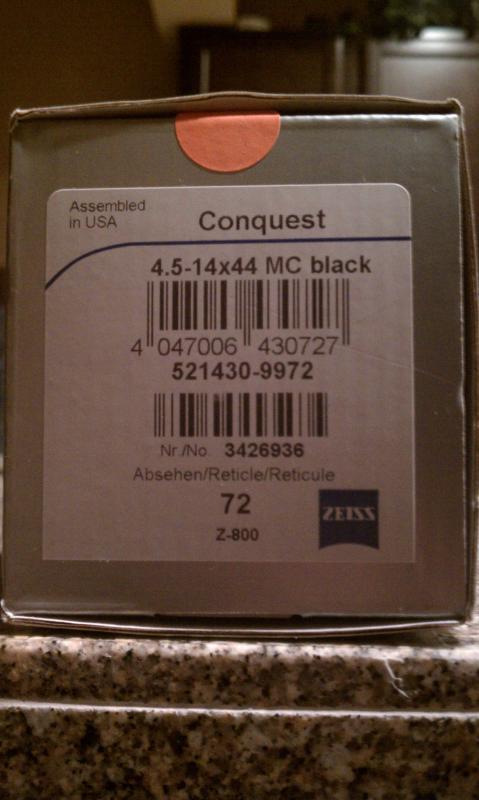 Assembled
in USA
Conquest
4.5-14x44 MC black
4 047006 430727
521430-9972
Nr./No. 3426936
Absehen/Reticle/Reticule
72
Z-800
ZEISS